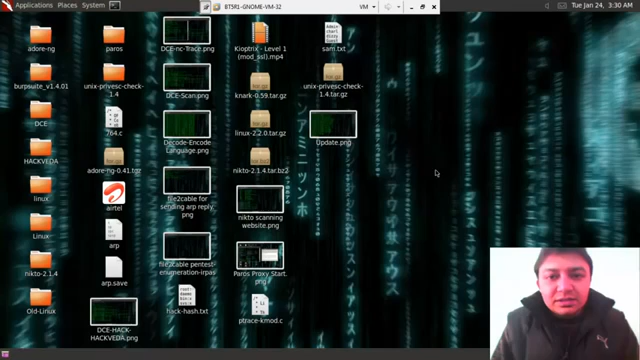 Applications Places System
BT5R1-GNOME-VM-32
VM
Tue Jan 24, 3:30 AM
adore-ng
burpsuite_v1.4.01
DCE
HACKVEDA
linux
Linux
nikto-2.1.4
Old-Linux
paros
unix-privesc-check-
1.4
764.c
adore-ng-0.41.tgz
airtel
arp
arp.save
DCE-HACK-
HACKVEDA.png
DCE-nc-Trace.png
DCE-Scan.png
Decode-Encode
Language.png
file2cable for
sending arp reply.
png
file2cable pentest-
enumeration-irpas
hack-hash.txt
Kioptrix - Level 1
(mod_ssl).mp4
knark-0.59.tar.gz
linux-2.2.0.tar.gz
nikto-2.1.4.tar.bz2
nikto scanning
website.png
Paros Proxy Start.
png
ptrace-kmod.c
sam.txt
unix-privesc-check-
1.4.tar.gz
Update.png